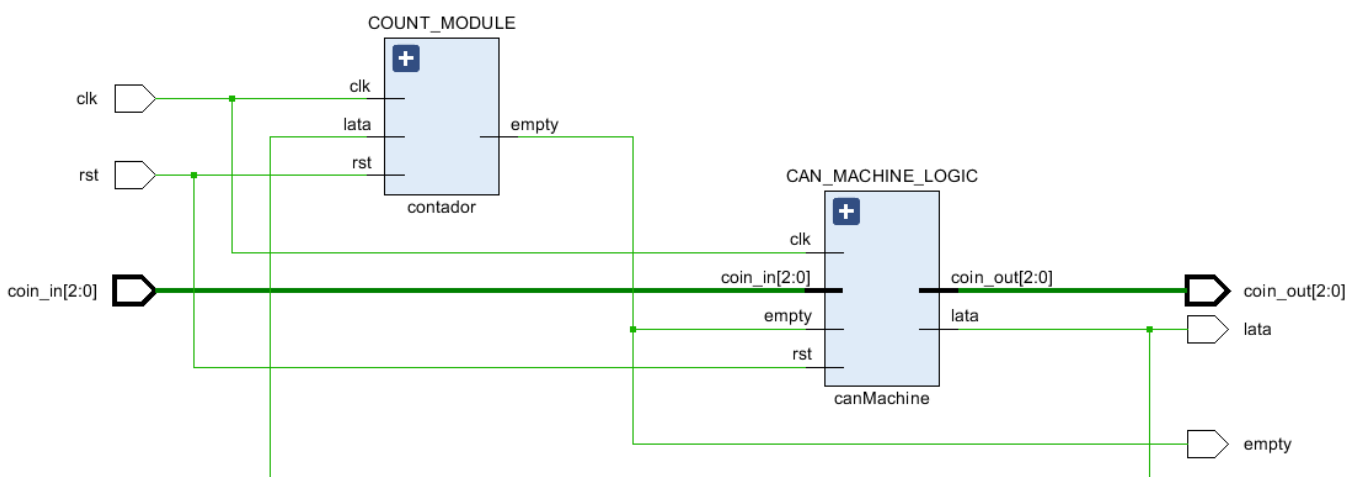 COUNT_MODULE
clk
clk
lata
empty
rst
rst
contador
CAN_MACHINE_LOGIC
clk
coin_in[2:0]
coin_in[2:0]
coin_out[2:0]
coin_out[2:0]
empty
lata
lata
rst
canMachine
empty